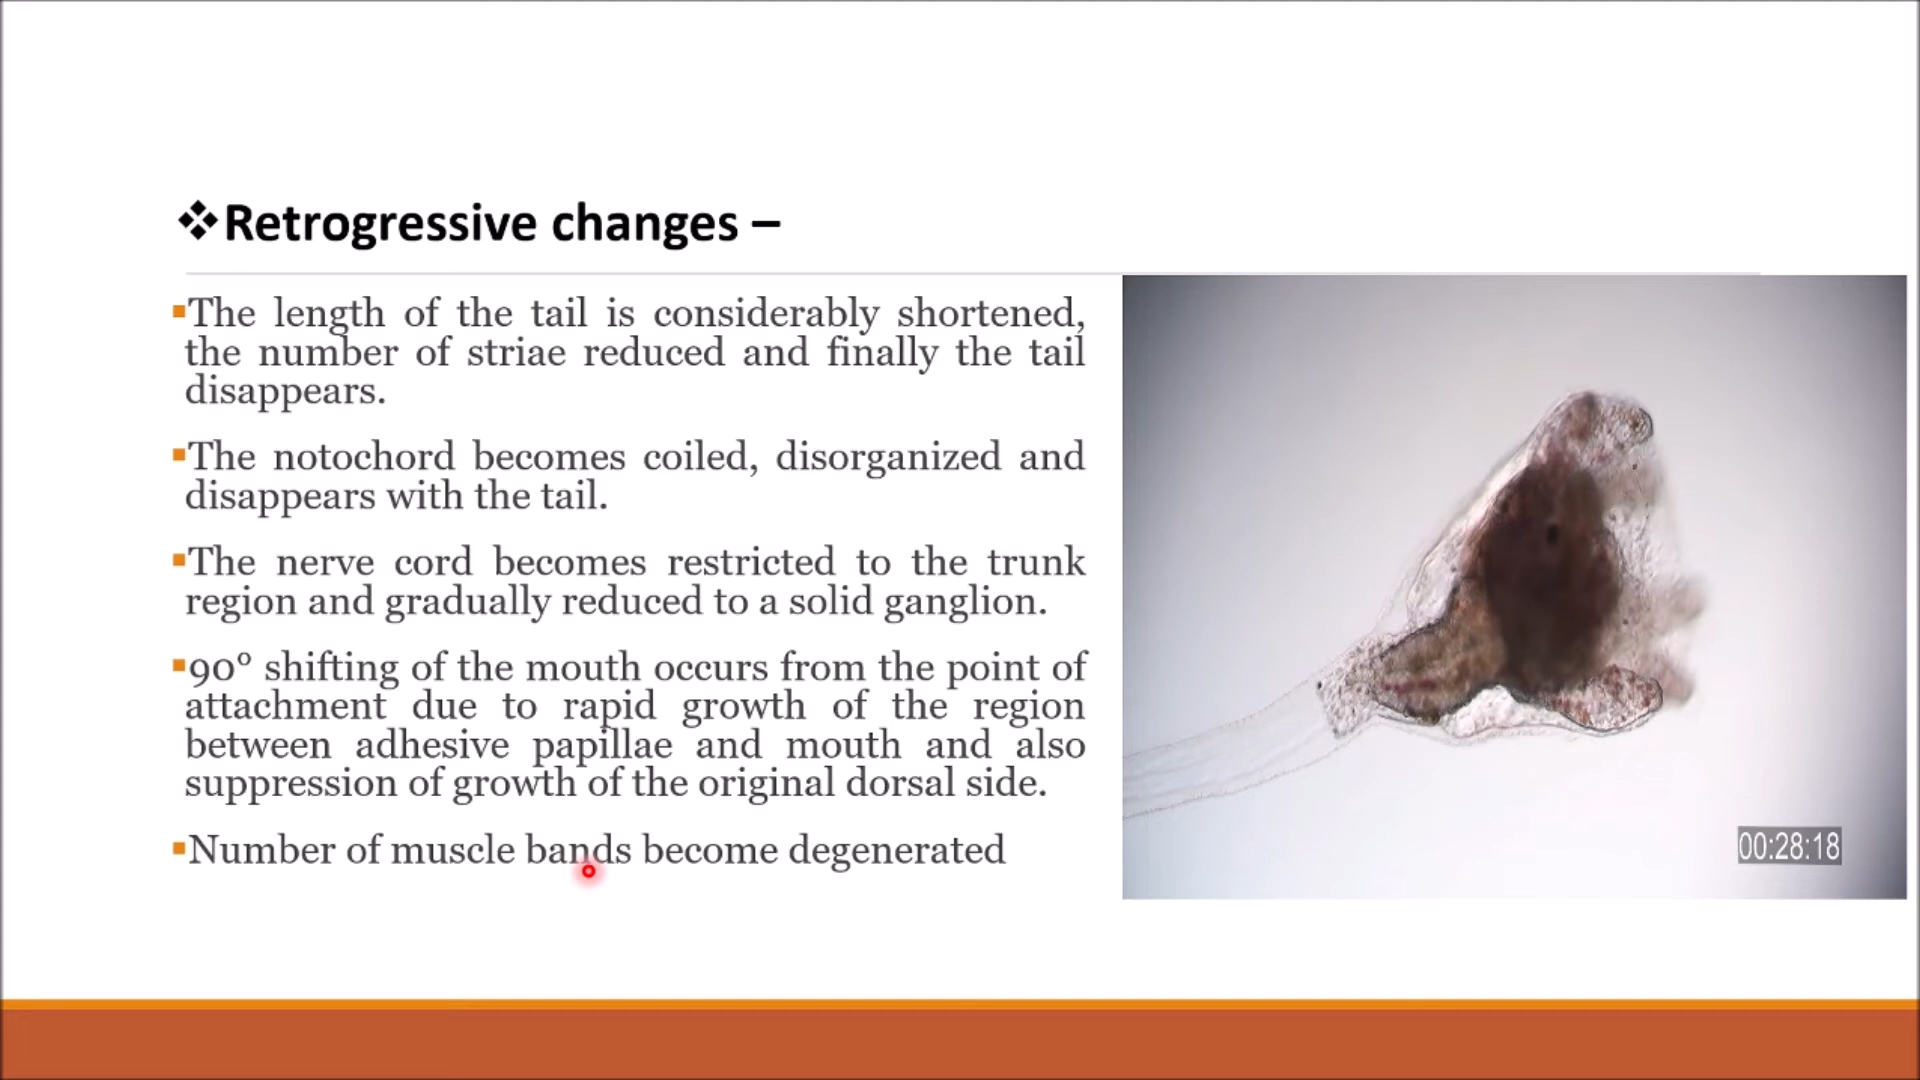 ❖Retrogressive changes –
▪The length of the tail is considerably shortened,
the number of striae reduced and finally the tail
disappears.
▪The notochord becomes coiled, disorganized and
disappears with the tail.
▪The nerve cord becomes restricted to the trunk
region and gradually reduced to a solid ganglion.
▪90° shifting of the mouth occurs from the point of
attachment due to rapid growth of the region
between adhesive papillae and mouth and also
suppression of growth of the original dorsal side.
▪Number of muscle bands become degenerated
00:28:18